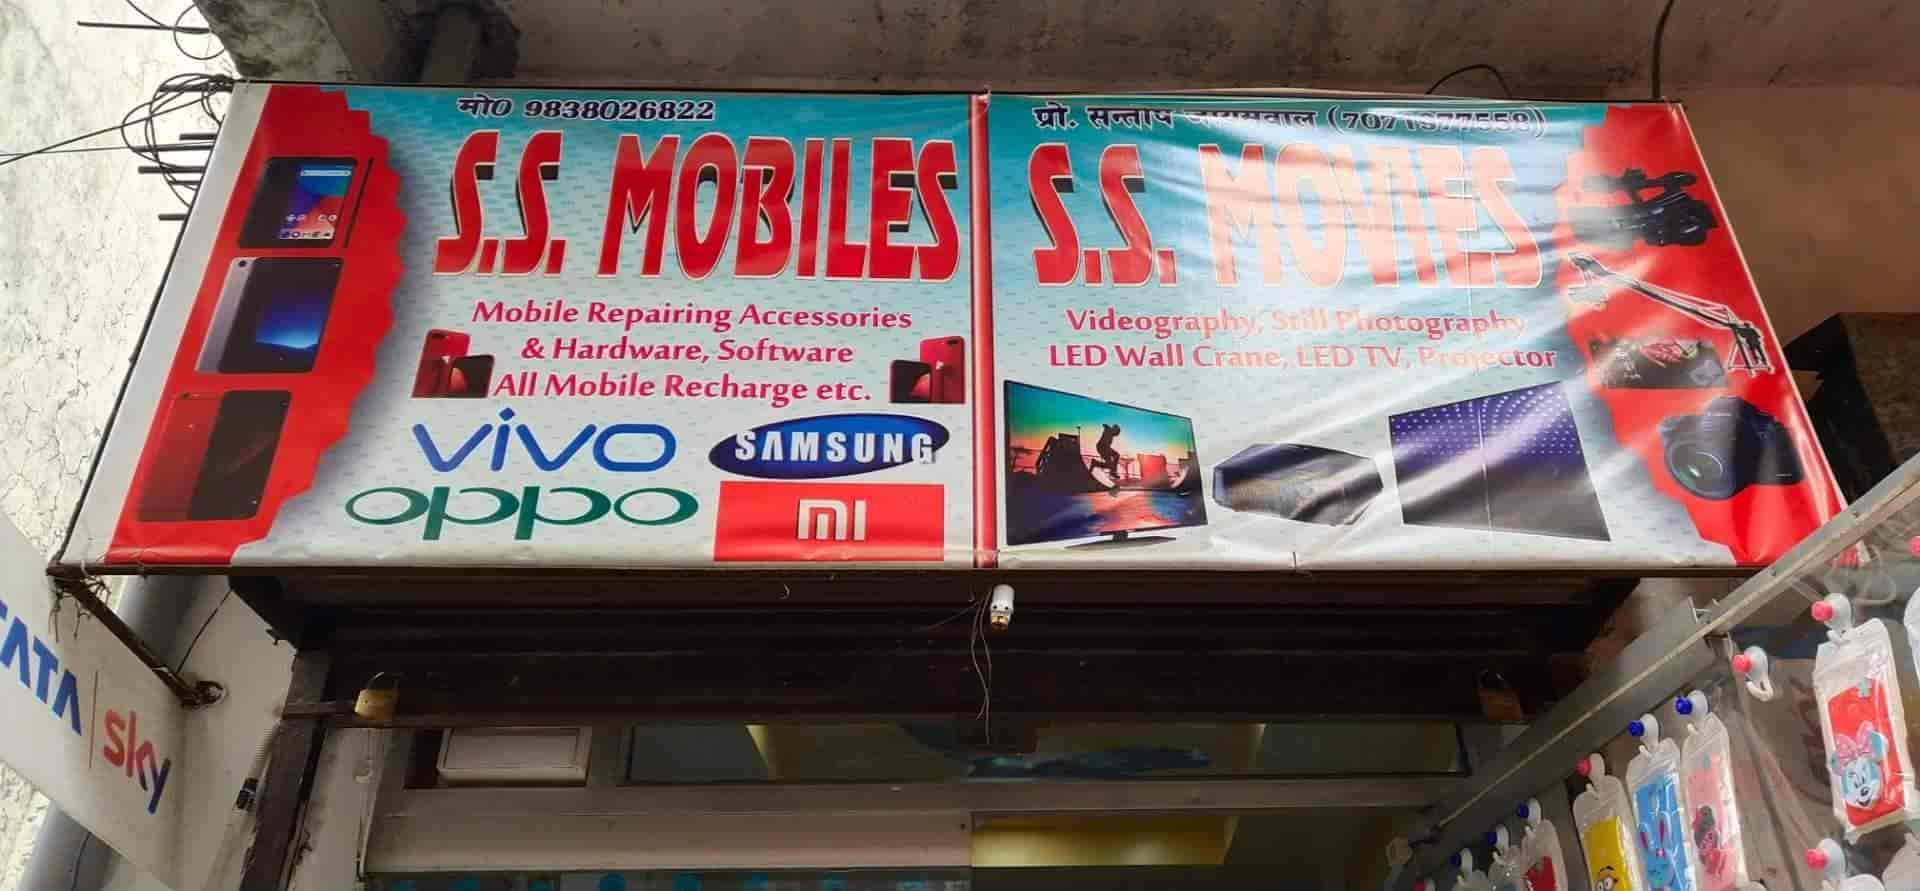 मो0 9838026822
S.S. MOBILES
Mobile Repairing Accessories
& Hardware, Software
All Mobile Recharge etc.
vivo
SAMSUNG
oppo
MI
प्रो. सन्तोष जायसवाल
S.S. MOVIES
Videography, Still Photography
LED Wall Crane, LED TV, Projector
TATA
sky